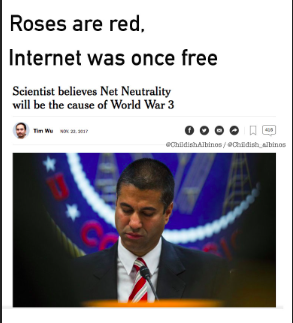 Roses are red,
Internet was once free
Scientist believes Net Neutrality
will be the cause of World War 3
Tim Wu NOV. 22, 2017
416
@ChildishAlbinos / @Childish_albinos